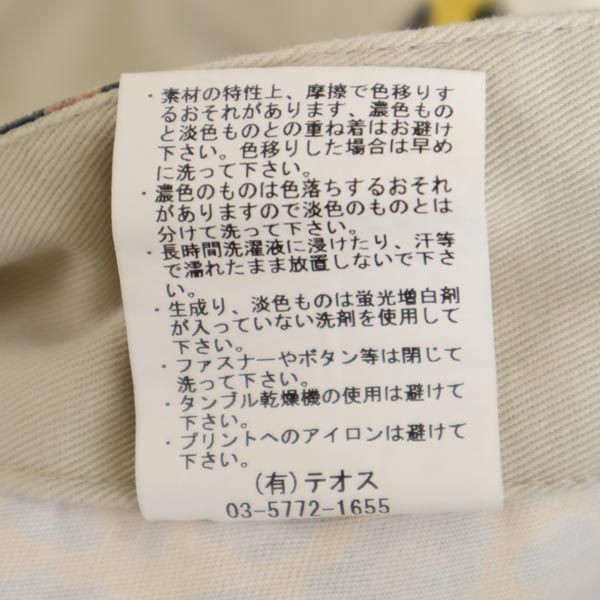 ・素材の特性上、摩擦で色移りす
るおそれがあります、濃色もの
と淡色ものとの重ね着はお避け
下さい。色移りした場合は早め
に洗って下さい。
・濃色のものは色落ちするおそれ
がありますので淡色のものとは
分けて洗って下さい。
・長時間洗濯液に浸けたり、汗等
で濡れたまま放置しないで下さ
い。
・生成り、淡色ものは蛍光増白剤
が入っていない洗剤を使用して
下さい。
・ファスナーやボタン等は閉じて
洗って下さい。
・タンブル乾燥機の使用は避けて
下さい。
・プリントへのアイロンは避けて
下さい。
(有)テオス
03-5772-1655